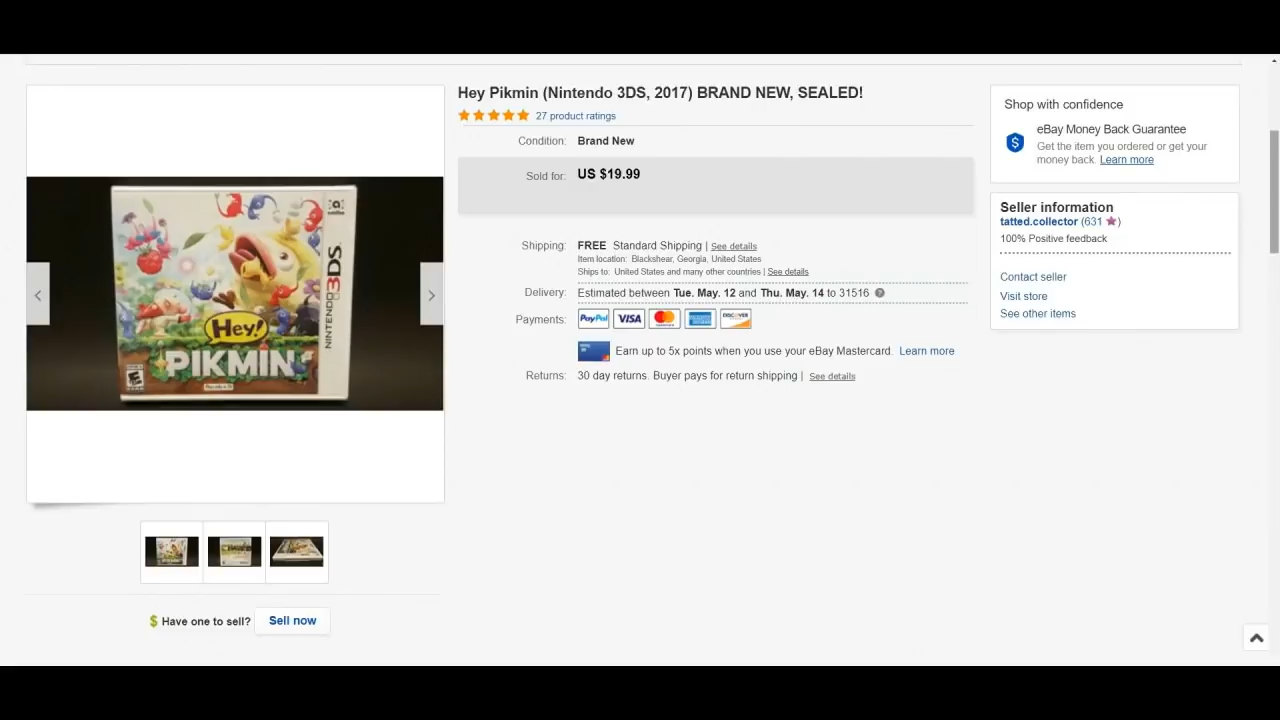 Hey Pikmin (Nintendo 3DS, 2017) BRAND NEW, SEALED!
27 product ratings
Condition: Brand New
Sold for: US $19.99
Shipping: FREE Standard Shipping | See details
Item location: Blackshear, Georgia, United States
Ships to: United States and many other countries | See details
Delivery: Estimated between Tue. May. 12 and Thu. May. 14 to 31516 ?
Payments: PayPal VISA
Earn up to 5x points when you use your eBay Mastercard. Learn more
Returns: 30 day returns. Buyer pays for return shipping | See details
Shop with confidence
eBay Money Back Guarantee
$
Get the item you ordered or get your
money back. Learn more
Seller information
tatted.collector (631 )
100% Positive feedback
Contact seller
Visit store
See other items
NINTENDO 3DS
Hey!
PIKMIN
E
$ Have one to sell? Sell now